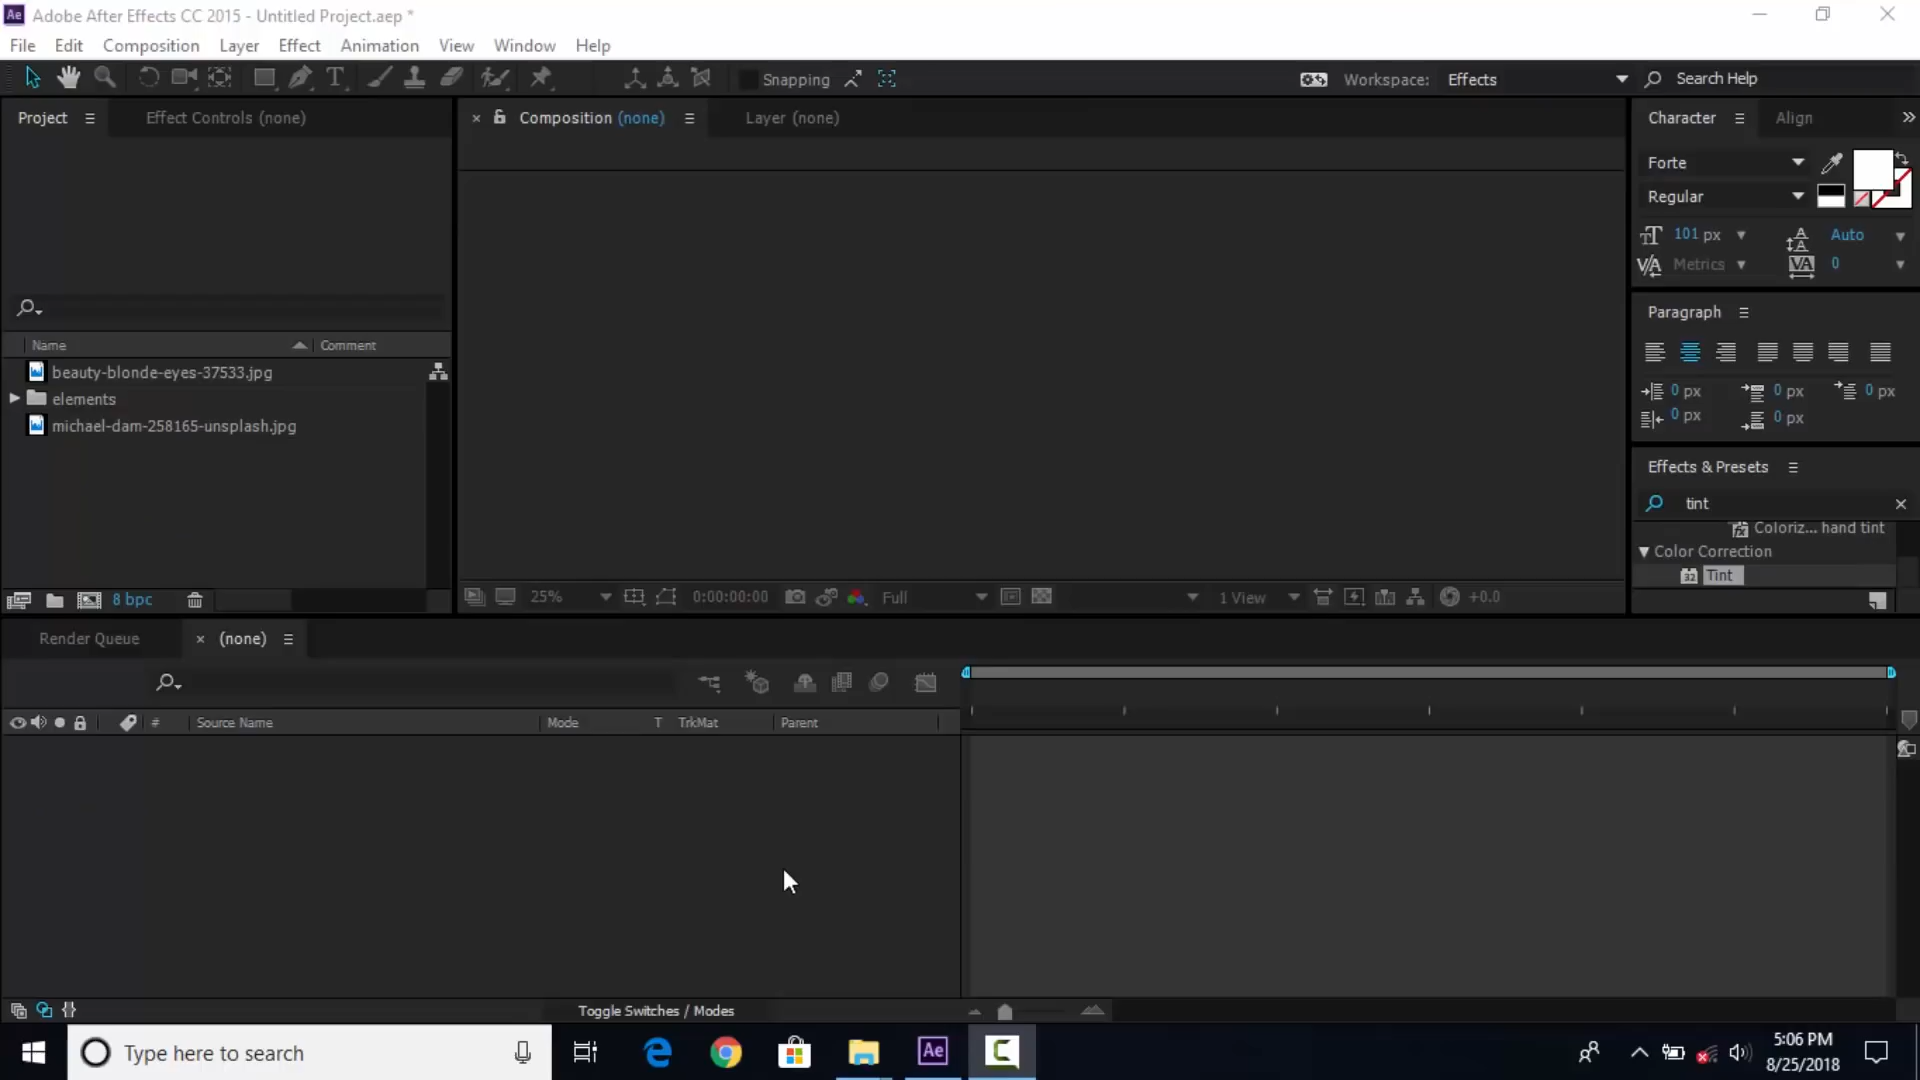 Ae Adobe After Effects CC 2015 - Untitled Project.aep *
File Edit Composition Layer Effect Animation View Window Help
Snapping Workspace: Effects Search Help
Project Effect Controls (none) Composition (none) Layer (none)
Character Align
Forte
Regular
101 px Auto
Metrics 0
Paragraph
0 px 0 px 0 px
0 px 0 px
Effects & Presets
tint
Coloriz... hand tint
Color Correction
32 Tint
Name Comment
beauty-blonde-eyes-37533.jpg
elements
michael-dam-258165-unsplash.jpg
8 bpc
25% 0:00:00:00 Full 1 View +0.0
Render Queue (none)
# Source Name Mode T TrkMat Parent
Toggle Switches / Modes
Type here to search
Ae
5:06 PM
8/25/2018